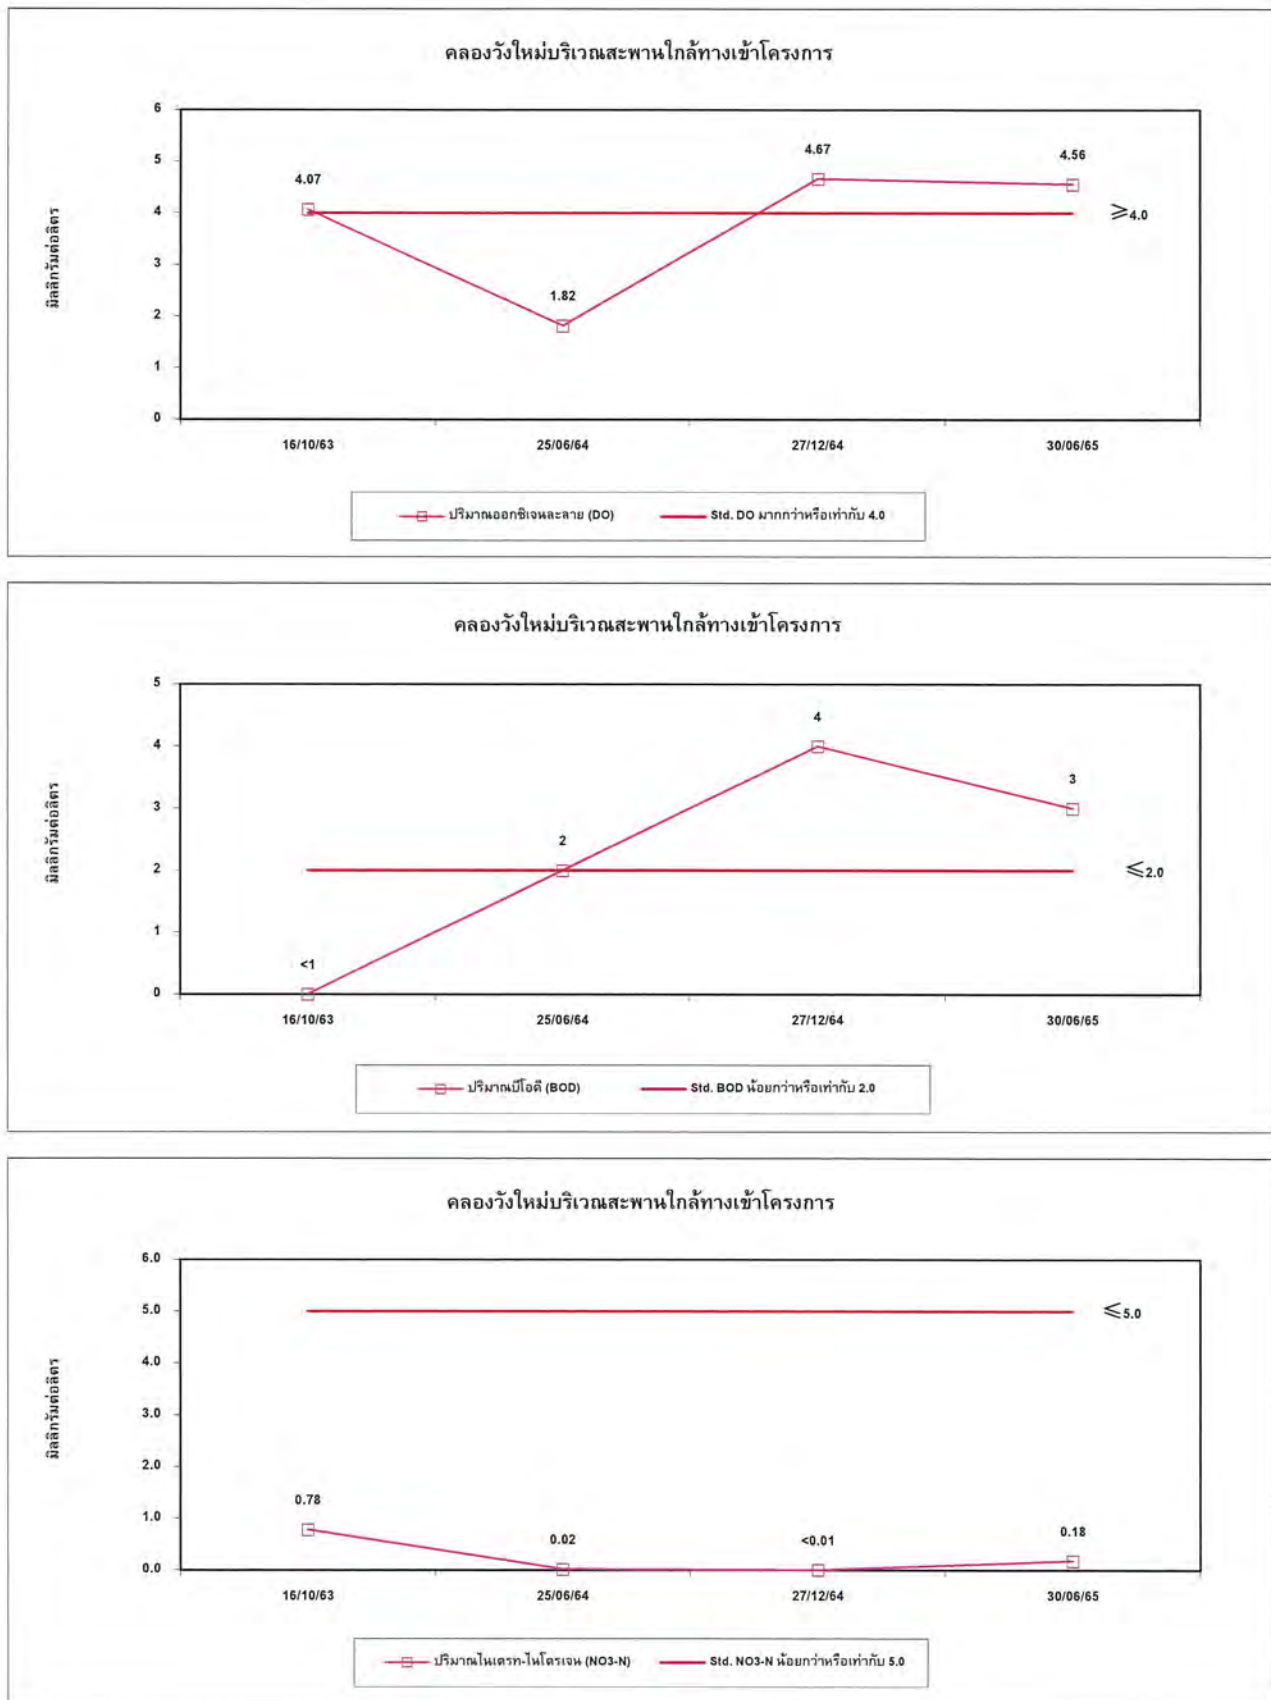 คลองวังใหม่บริเวณสะพานใกล้ทางเข้าโครงการ
มิลลิกรัมต่อลิตร
6
5
4
3
2
1
0
4.07
1.82
4.67
4.56
≥4.0
16/10/63 25/06/64 27/12/64 30/06/65
ปริมาณออกซิเจนละลาย (DO) Std. DO มากกว่าหรือเท่ากับ 4.0
คลองวังใหม่บริเวณสะพานใกล้ทางเข้าโครงการ
มิลลิกรัมต่อลิตร
5
4
3
2
1
0
<1
2
4
3
≤2.0
16/10/63 25/06/64 27/12/64 30/06/65
ปริมาณบีโอดี (BOD) Std. BOD น้อยกว่าหรือเท่ากับ 2.0
คลองวังใหม่บริเวณสะพานใกล้ทางเข้าโครงการ
มิลลิกรัมต่อลิตร
6.0
5.0
4.0
3.0
2.0
1.0
0.0
0.78
0.02
<0.01
0.18
≤5.0
16/10/63 25/06/64 27/12/64 30/06/65
ปริมาณไนเตรท-ไนโตรเจน (NO3-N) Std. NO3-N น้อยกว่าหรือเท่ากับ 5.0